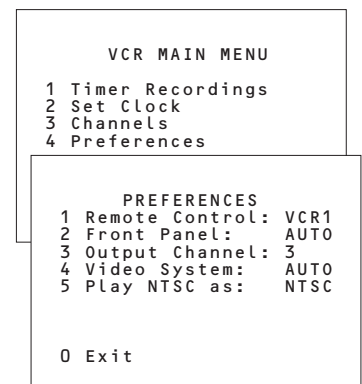 VCR MAIN MENU
1 Timer Recordings
2 Set Clock
3 Channels
4 Preferences
PREFERENCES
1 Remote Control: VCR1
2 Front Panel: AUTO
3 Output Channel: 3
4 Video System: AUTO
5 Play NTSC as: NTSC
0 Exit